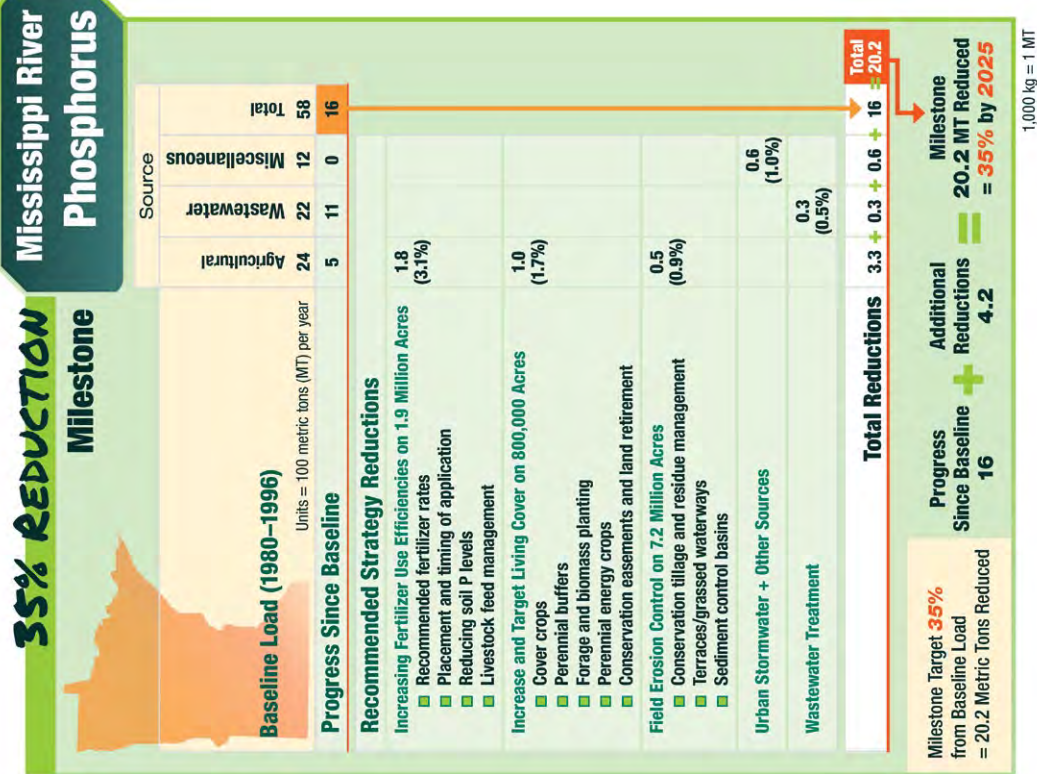 35% REDUCTION
Milestone
Mississippi River
Phosphorus
Source
Agricultural
Wastewater
Miscellaneous
Total
Baseline Load (1980–1996)
Units = 100 metric tons (MT) per year
24 22 12 58
Progress Since Baseline 5 11 0 16
Recommended Strategy Reductions
Increasing Fertilizer Use Efficiencies on 1.9 Million Acres
Recommended fertilizer rates
Placement and timing of application
Reducing soil P levels
Livestock feed management
1.8
(3.1%)
Increase and Target Living Cover on 800,000 Acres
Cover crops
Perennial buffers
Forage and biomass planting
Perennial energy crops
Conservation easements and land retirement
1.0
(1.7%)
Field Erosion Control on 7.2 Million Acres
Conservation tillage and residue management
Terraces/grassed waterways
Sediment control basins
0.5
(0.9%)
Urban Stormwater + Other Sources
0.6
(1.0%)
Wastewater Treatment
0.3
(0.5%)
Total Reductions 3.3 + 0.3 + 0.6 + 16 = 20.2
Total
Milestone Target 35%
from Baseline Load
= 20.2 Metric Tons Reduced
Progress
Since Baseline
16
+
Additional
Reductions
4.2
=
Milestone
20.2 MT Reduced
= 35% by 2025
1,000 kg = 1 MT